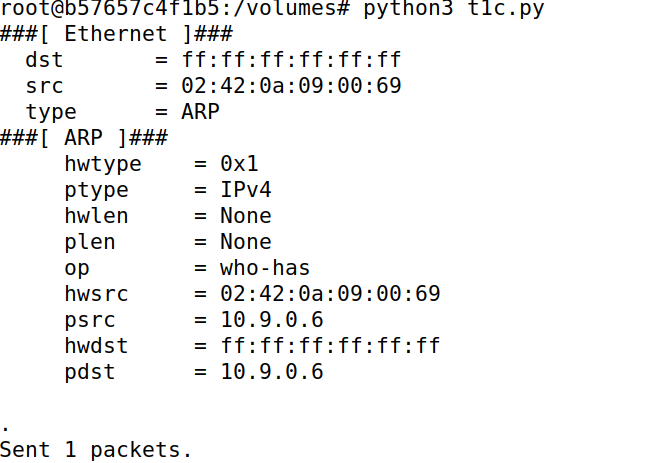 root@b57657c4f1b5:/volumes# python3 t1c.py
###[ Ethernet ]###
  dst       = ff:ff:ff:ff:ff:ff
  src       = 02:42:0a:09:00:69
  type      = ARP
###[ ARP ]###
     hwtype    = 0x1
     ptype     = IPv4
     hwlen     = None
     plen      = None
     op        = who-has
     hwsrc     = 02:42:0a:09:00:69
     psrc      = 10.9.0.6
     hwdst     = ff:ff:ff:ff:ff:ff
     pdst      = 10.9.0.6

.
Sent 1 packets.